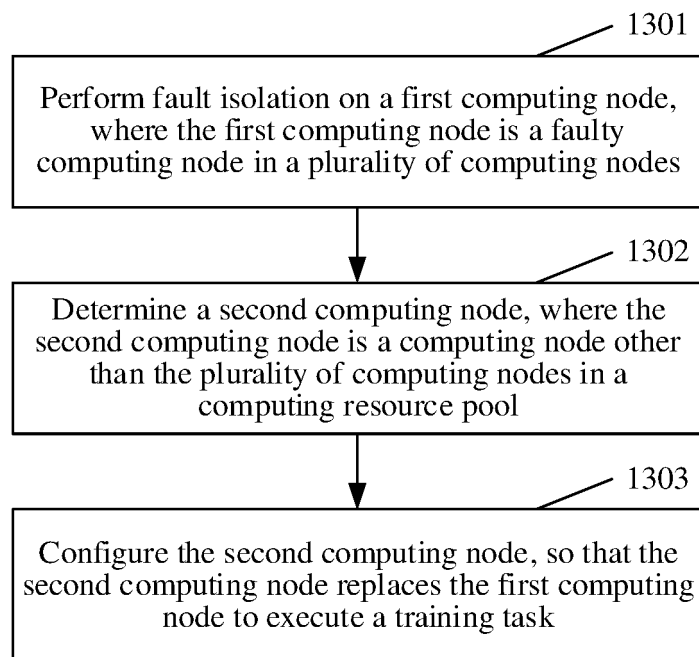 1301
Perform fault isolation on a first computing node,
where the first computing node is a faulty
computing node in a plurality of computing nodes
1302
Determine a second computing node, where the
second computing node is a computing node other
than the plurality of computing nodes in a
computing resource pool
1303
Configure the second computing node, so that the
second computing node replaces the first computing
node to execute a training task